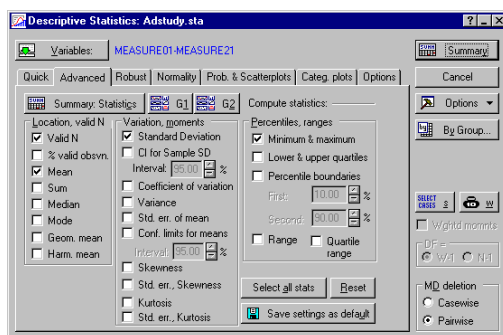 Descriptive Statistics: Adstudy.sta
Variables: MEASURE01-MEASURE21
Summary
Quick Advanced Robust Normality Prob. & Scatterplots Categ. plots Options
Cancel
Summary: Statistics G1 G2 Compute statistics:
Options
By Group...
Location, valid N
Valid N
% valid obsvn.
Mean
Sum
Median
Mode
Geom. mean
Harm. mean
Variation, moments
Standard Deviation
CI for Sample SD
Interval: 95.00 %
Coefficient of variation
Variance
Std. err. of mean
Conf. limits for means
Interval: 95.00 %
Skewness
Std. err., Skewness
Kurtosis
Std. err., Kurtosis
Percentiles, ranges
Minimum & maximum
Lower & upper quartiles
Percentile boundaries
First: 10.00 %
Second: 90.00 %
Range Quartile
range
Select all stats Reset
Save settings as default
SELECT
CASES S W
Wghtd momnts
DF =
W-1 N-1
MD deletion
Casewise
Pairwise